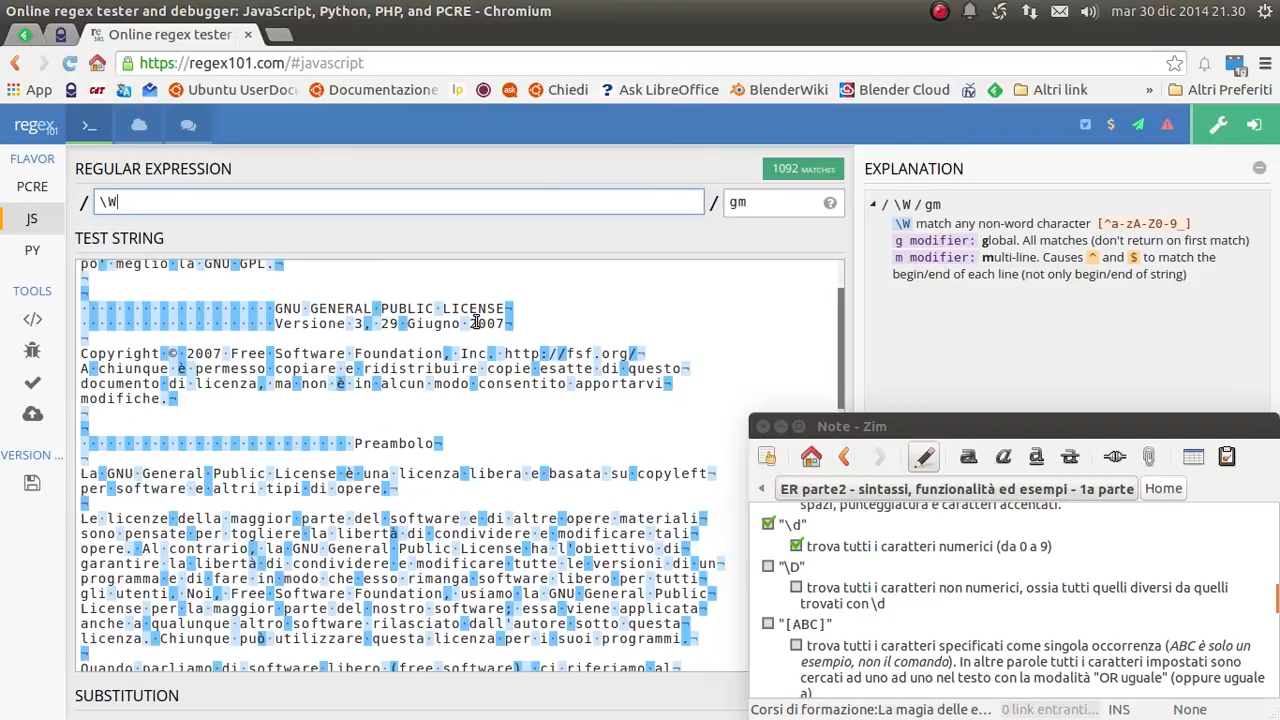 Online regex tester and debugger: JavaScript, Python, PHP, and PCRE - Chromium
mar 30 dic 2014 21.30
Online regex tester ×
https://regex101.com/#javascript
App
CAT
Ubuntu UserDocu
Documentazione
lp
ask
Chiedi
? Ask LibreOffice
BlenderWiki
Blender Cloud
Altri link
»
Altri Preferiti
regex 101
FLAVOR
PCRE
JS
PY
TOOLS
VERSION ...
REGULAR EXPRESSION
1092 MATCHES
/ \W / gm
TEST STRING
po' meglio la GNU GPL.¬
¬
¬
GNU·GENERAL·PUBLIC·LICENSE¬
Versione·3,·29·Giugno·2007¬
¬
Copyright·©·2007·Free·Software·Foundation,·Inc.·http://fsf.org/¬
A·chiunque·è·permesso·copiare·e·ridistribuire·copie·esatte·di·questo¬
documento·di·licenza,·ma·non·è·in·alcun·modo·consentito·apportarvi¬
modifiche.¬
¬
¬
Preambolo¬
¬
La·GNU·General·Public·License·è·una·licenza·libera·e·basata·su·copyleft¬
per·software·e·altri·tipi·di·opere.·¬
¬
Le·licenze·della·maggior·parte·del·software·e·di·altre·opere·materiali¬
sono·pensate·per·togliere·la·libertà·di·condividere·e·modificare·tali¬
opere.·Al·contrario,·la·GNU·General·Public·License·ha·l'obiettivo·di¬
garantire·la·libertà·di·condividere·e·modificare·tutte·le·versioni·di·un¬
programma·e·di·fare·in·modo·che·esso·rimanga·software·libero·per·tutti¬
gli·utenti.·Noi,·Free·Software·Foundation,·usiamo·la·GNU·General·Public¬
License·per·la·maggior·parte·del·nostro·software;·essa·viene·applicata¬
anche·a·qualunque·altro·software·rilasciato·dall'autore·sotto·questa¬
licenza.·Chiunque·può·utilizzare·questa·licenza·per·i·suoi·programmi.¬
¬
Quando·parliamo·di·software·libero·(free·software),·ci·riferiamo·al
SUBSTITUTION
EXPLANATION
/ \W / gm
\W match any non-word character [^a-zA-Z0-9_]
g modifier: global. All matches (don't return on first match)
m modifier: multi-line. Causes ^ and $ to match the
begin/end of each line (not only begin/end of string)
Note - Zim
ER parte2 - sintassi, funzionalità ed esempi - 1a parte
Home
spazi, punteggiatura e caratteri accentati.
"\d"
trova tutti i caratteri numerici (da 0 a 9)
"\D"
trova tutti i caratteri non numerici, ossia tutti quelli diversi da quelli
trovati con \d
"[ABC]"
trova tutti i caratteri specificati come singola occorrenza (ABC è solo un
esempio, non il comando). In altre parole tutti i caratteri impostati sono
cercati ad uno ad uno nel testo con la modalità "OR uguale" (oppure uguale
a)
Corsi di formazione:La magia delle e...
0 link entranti...
INS
None